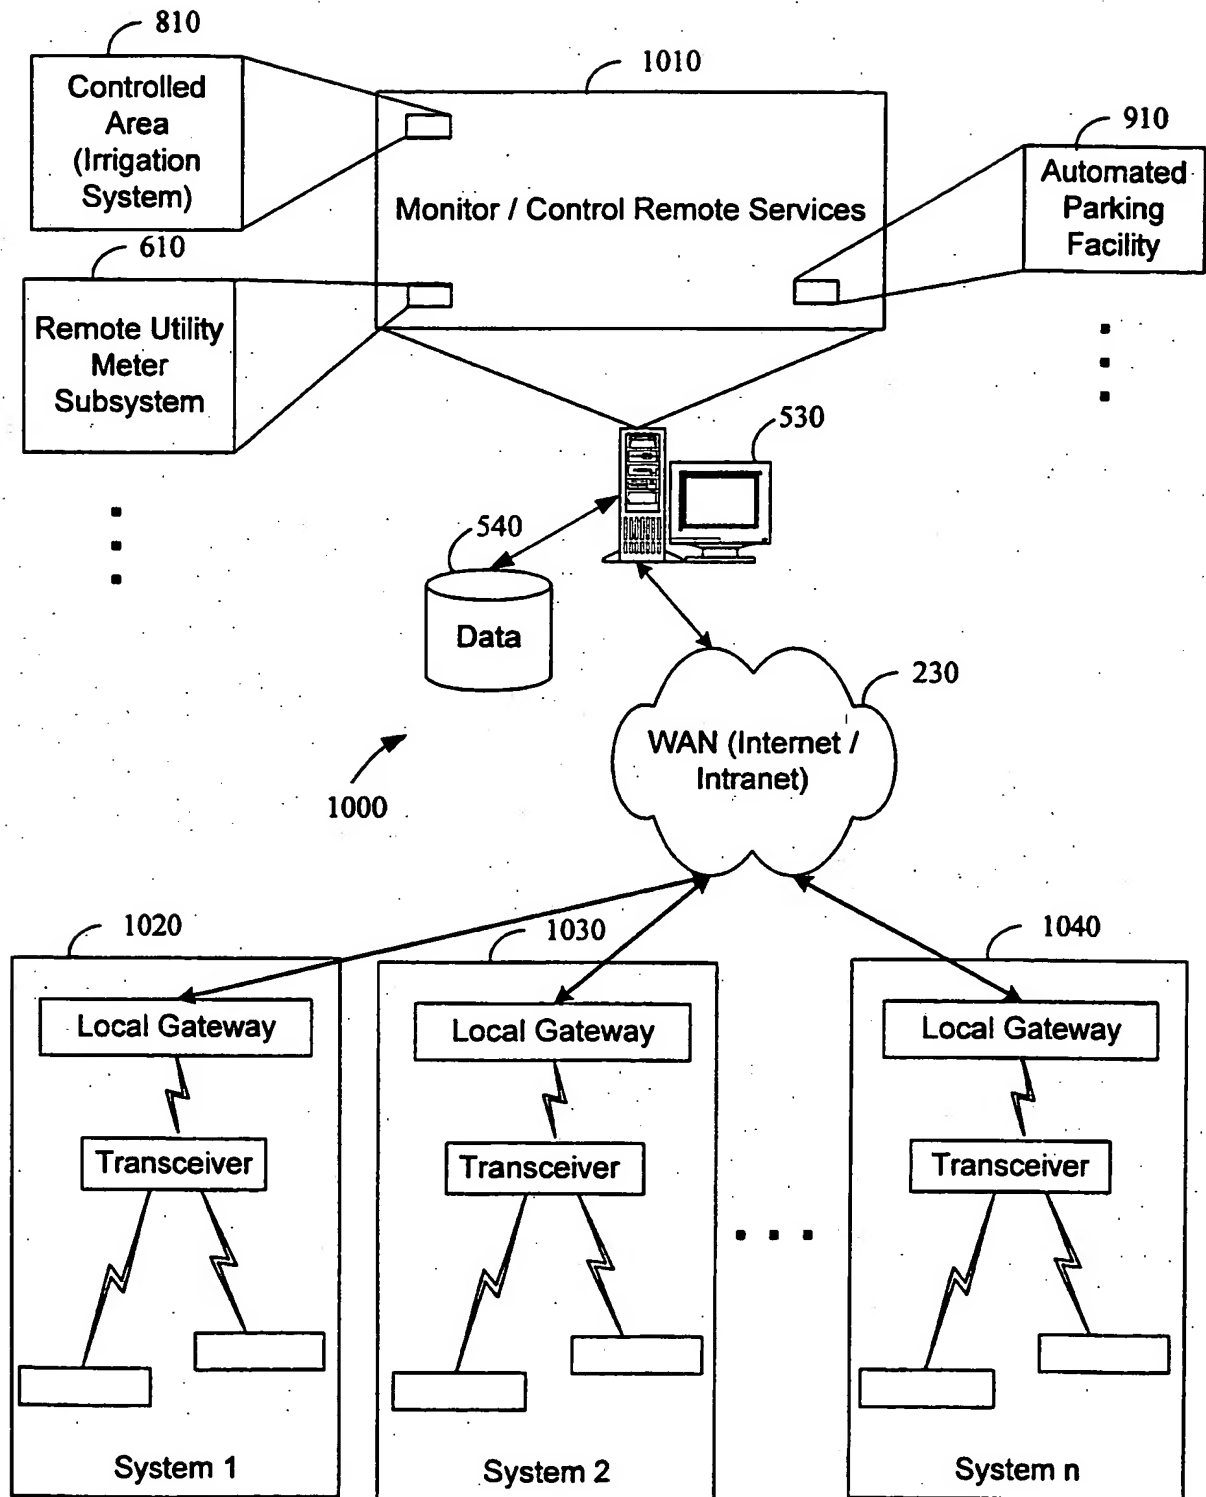 810
1010
Controlled
Area
(Irrigation
System)
910
Automated
Parking
Facility
Monitor / Control Remote Services
610
Remote Utility
Meter
Subsystem
530
540
Data
230
WAN (Internet /
Intranet)
1000
1020
1030
1040
Local Gateway
Local Gateway
Local Gateway
Transceiver
Transceiver
Transceiver
System 1
System 2
System n